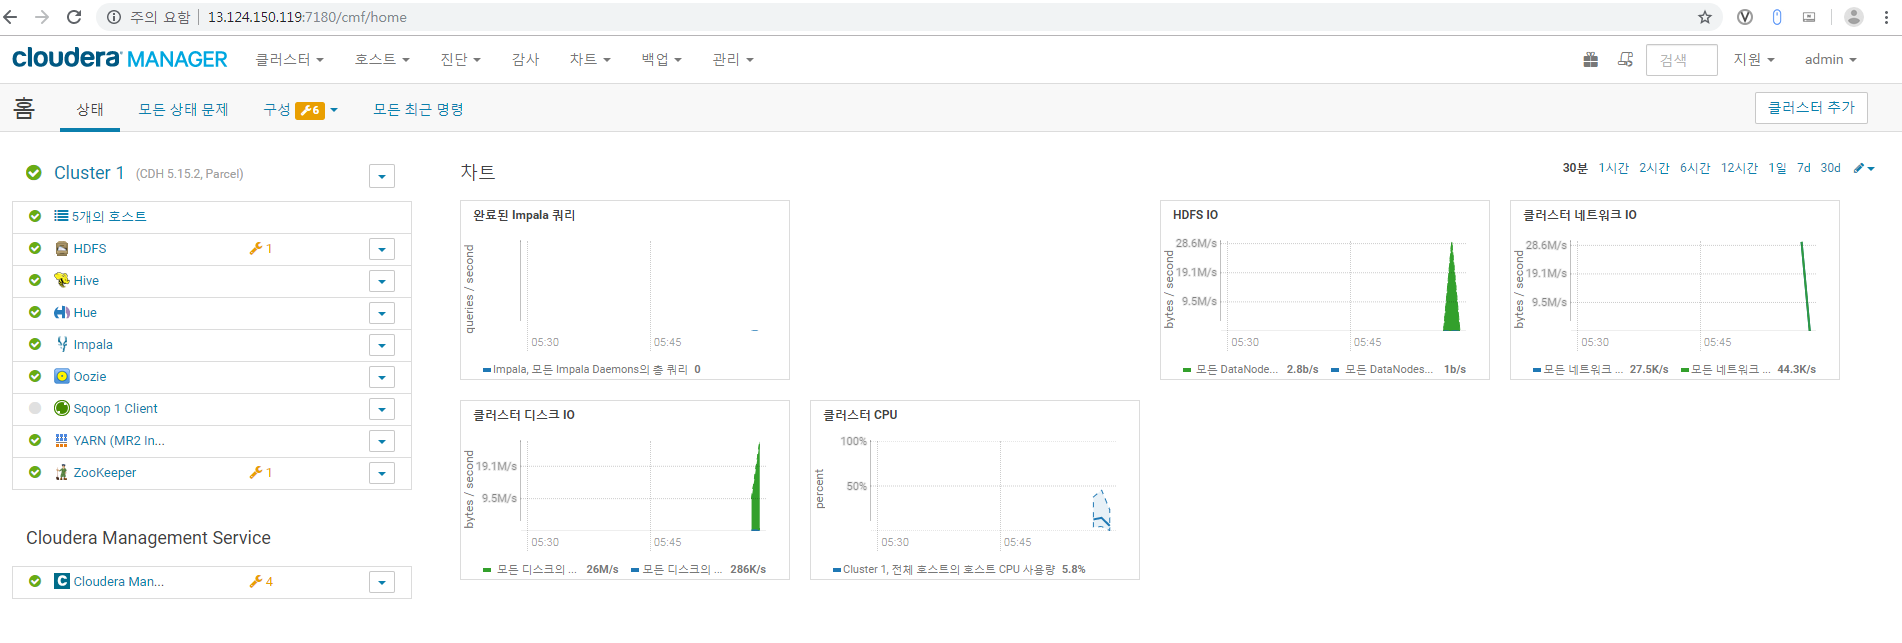 주의 요함 13.124.150.119:7180/cmf/home
cloudera MANAGER 클러스터 호스트 진단 감사 차트 백업 관리 검색 지원 admin
홈 상태 모든 상태 문제 구성 6 모든 최근 명령 클러스터 추가
Cluster 1 (CDH 5.15.2, Parcel)
5개의 호스트
HDFS 1
Hive
Hue
Impala
Oozie
Sqoop 1 Client
YARN (MR2 In...
ZooKeeper 1
Cloudera Management Service
Cloudera Man... 4
차트
30분 1시간 2시간 6시간 12시간 1일 7d 30d
완료된 Impala 쿼리
queries / second
05:30 05:45
Impala, 모든 Impala Daemons의 총 쿼리 0
HDFS IO
bytes / second
28.6M/s
19.1M/s
9.5M/s
05:30 05:45
모든 DataNode... 2.8b/s 모든 DataNodes... 1b/s
클러스터 네트워크 IO
bytes / second
28.6M/s
19.1M/s
9.5M/s
05:30 05:45
모든 네트워크 ... 27.5K/s 모든 네트워크 ... 44.3K/s
클러스터 디스크 IO
bytes / second
19.1M/s
9.5M/s
05:30 05:45
모든 디스크의 ... 26M/s 모든 디스크의 ... 286K/s
클러스터 CPU
percent
100%
50%
05:30 05:45
Cluster 1, 전체 호스트의 호스트 CPU 사용량 5.8%